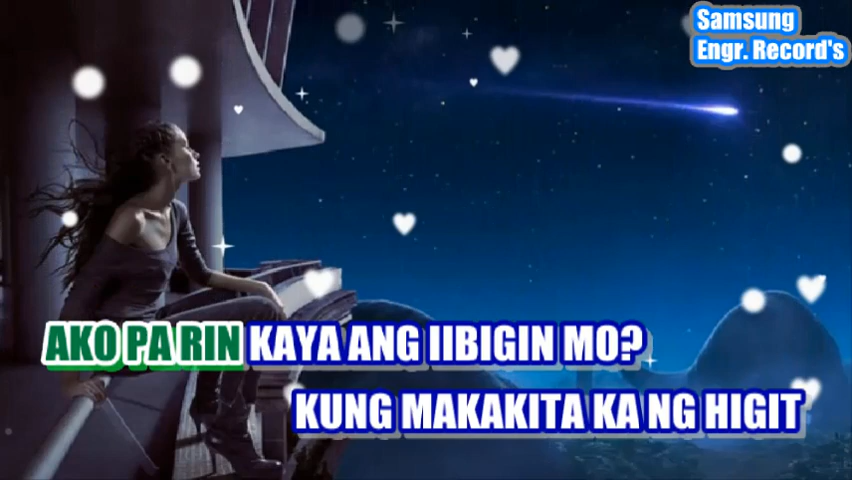 Samsung
Engr. Record's
AKO PA RIN KAYA ANG IIBIGIN MO?
KUNG MAKAKITA KA NG HIGIT